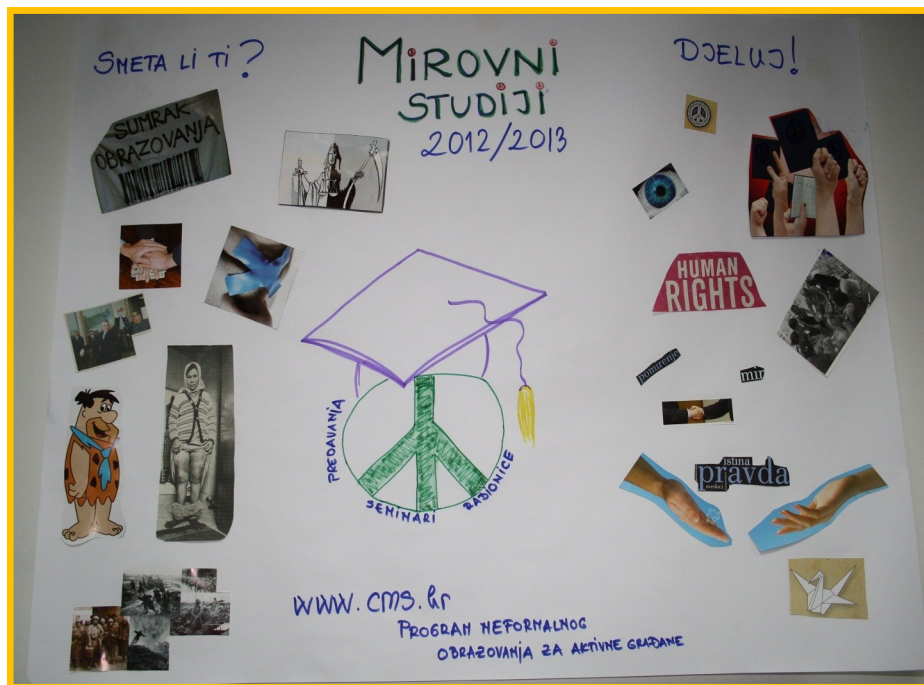 SMETA LI TI?
MIROVNI
STUDIJI
2012/2013
DJELUJ!
SUMRAK
OBRAZOVANJA
HUMAN
RIGHTS
pomirenje
mir
istina
pravda
svedoci
PREDAVANJA
SEMINARI
RADIONICE
WWW.CMS.hr
PROGRAM NEFORMALNOG
OBRAZOVANJA ZA AKTIVNE GRAĐANE